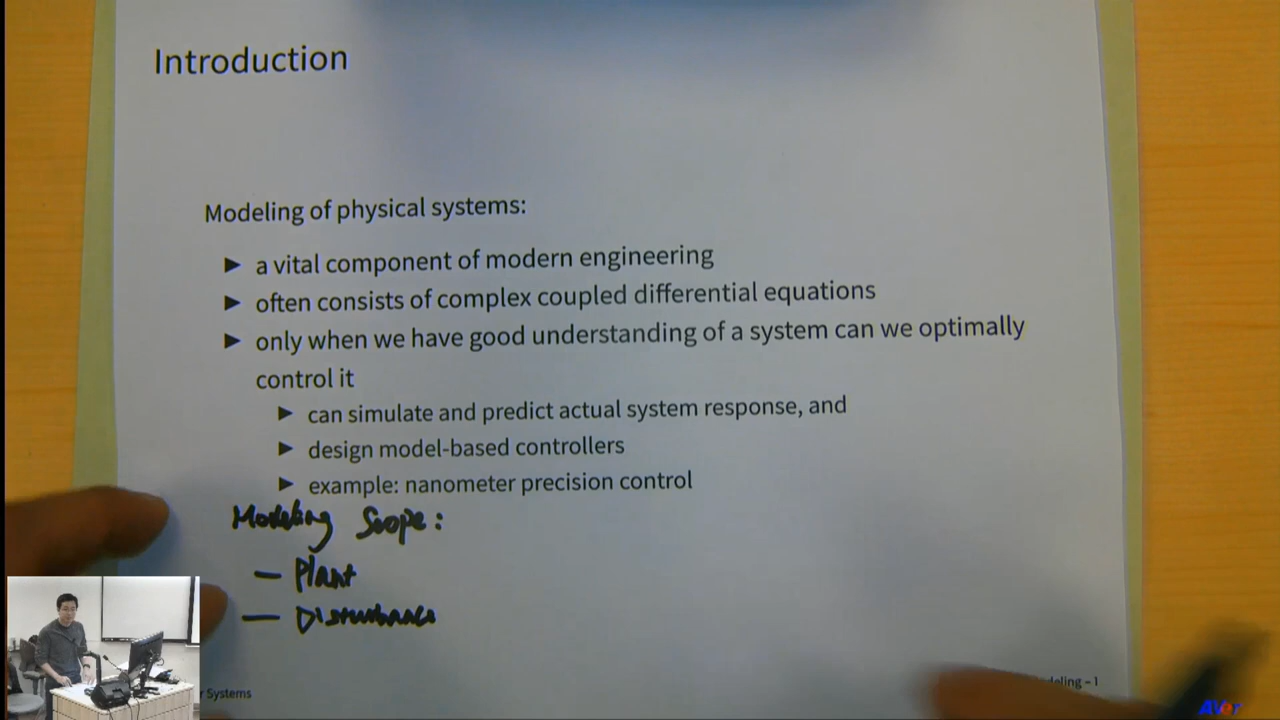 Introduction
Modeling of physical systems:
► a vital component of modern engineering
► often consists of complex coupled differential equations
► only when we have good understanding of a system can we optimally
control it
► can simulate and predict actual system response, and
► design model-based controllers
► example: nanometer precision control
Modeling Scope:
— Plant
— Disturbance
r Systems
deling – 1
AVer